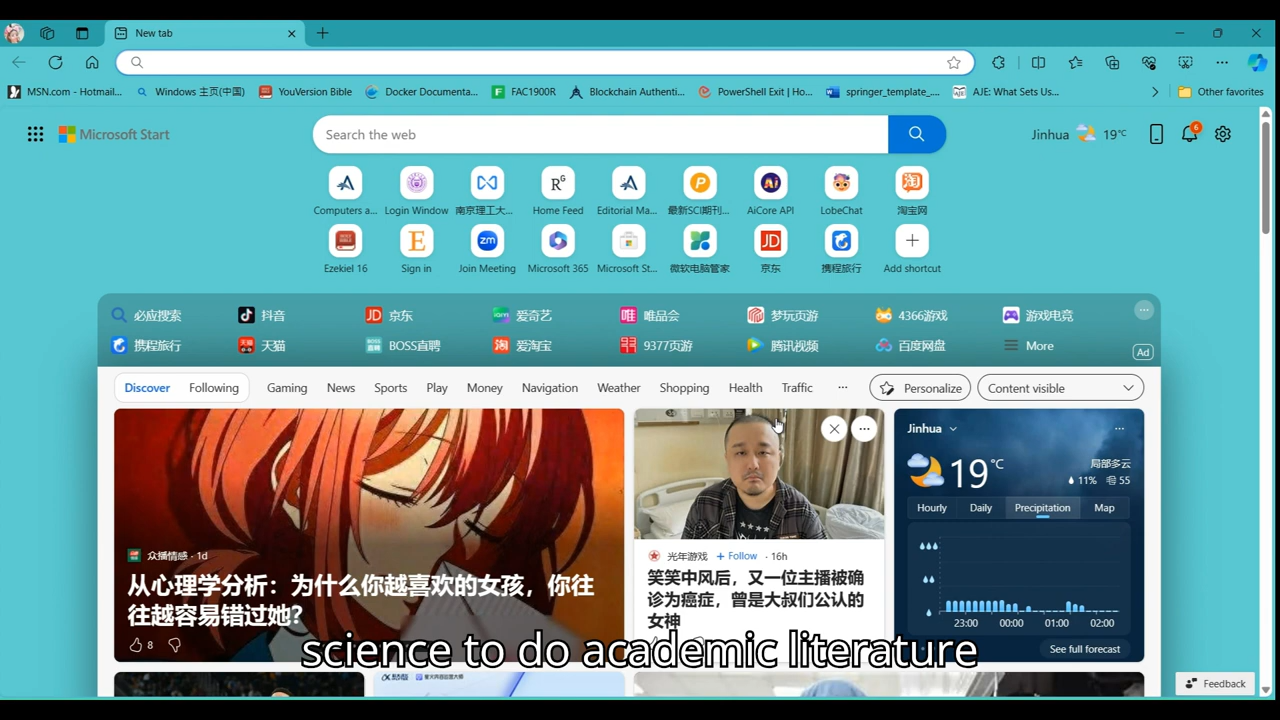 New tab
MSN.com - Hotmail...
Windows 主页(中国)
YouVersion Bible
Docker Documenta...
FAC1900R
Blockchain Authenti...
PowerShell Exit | Ho...
springer_template_...
AJE: What Sets Us...
Other favorites
Microsoft Start
Search the web
Jinhua 19°C
6
Computers a...
Login Window
南京理工大...
Home Feed
Editorial Ma...
最新SCI期刊...
AiCore API
LobeChat
淘宝网
Ezekiel 16
Sign in
Join Meeting
Microsoft 365
Microsoft St...
微软电脑管家
京东
携程旅行
Add shortcut
必应搜索
抖音
京东
爱奇艺
唯品会
梦玩页游
4366游戏
游戏电竞
携程旅行
天猫
BOSS直聘
爱淘宝
9377页游
腾讯视频
百度网盘
More
Ad
Discover
Following
Gaming
News
Sports
Play
Money
Navigation
Weather
Shopping
Health
Traffic
Personalize
Content visible
众播情感 · 1d
从心理学分析：为什么你越喜欢的女孩，你往
往越容易错过她？
8
光年游戏 + Follow · 16h
笑笑中风后，又一位主播被确
诊为癌症，曾是大叔们公认的
女神
Jinhua
19°C
局部多云
11% 55
Hourly
Daily
Precipitation
Map
23:00
00:00
01:00
02:00
See full forecast
science to do academic literature
Feedback